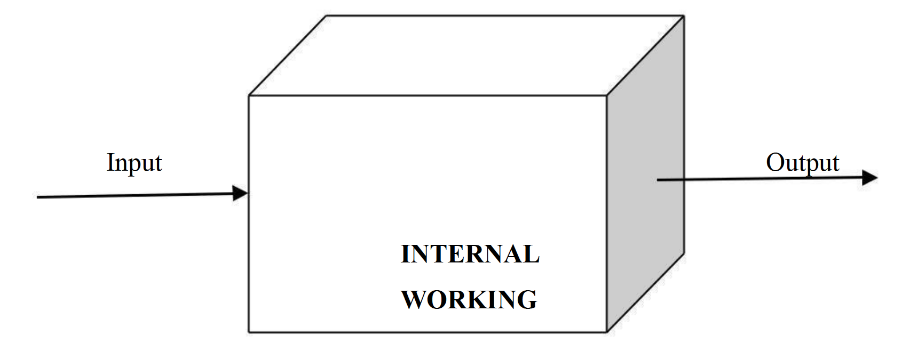 Input
Output
INTERNAL
WORKING